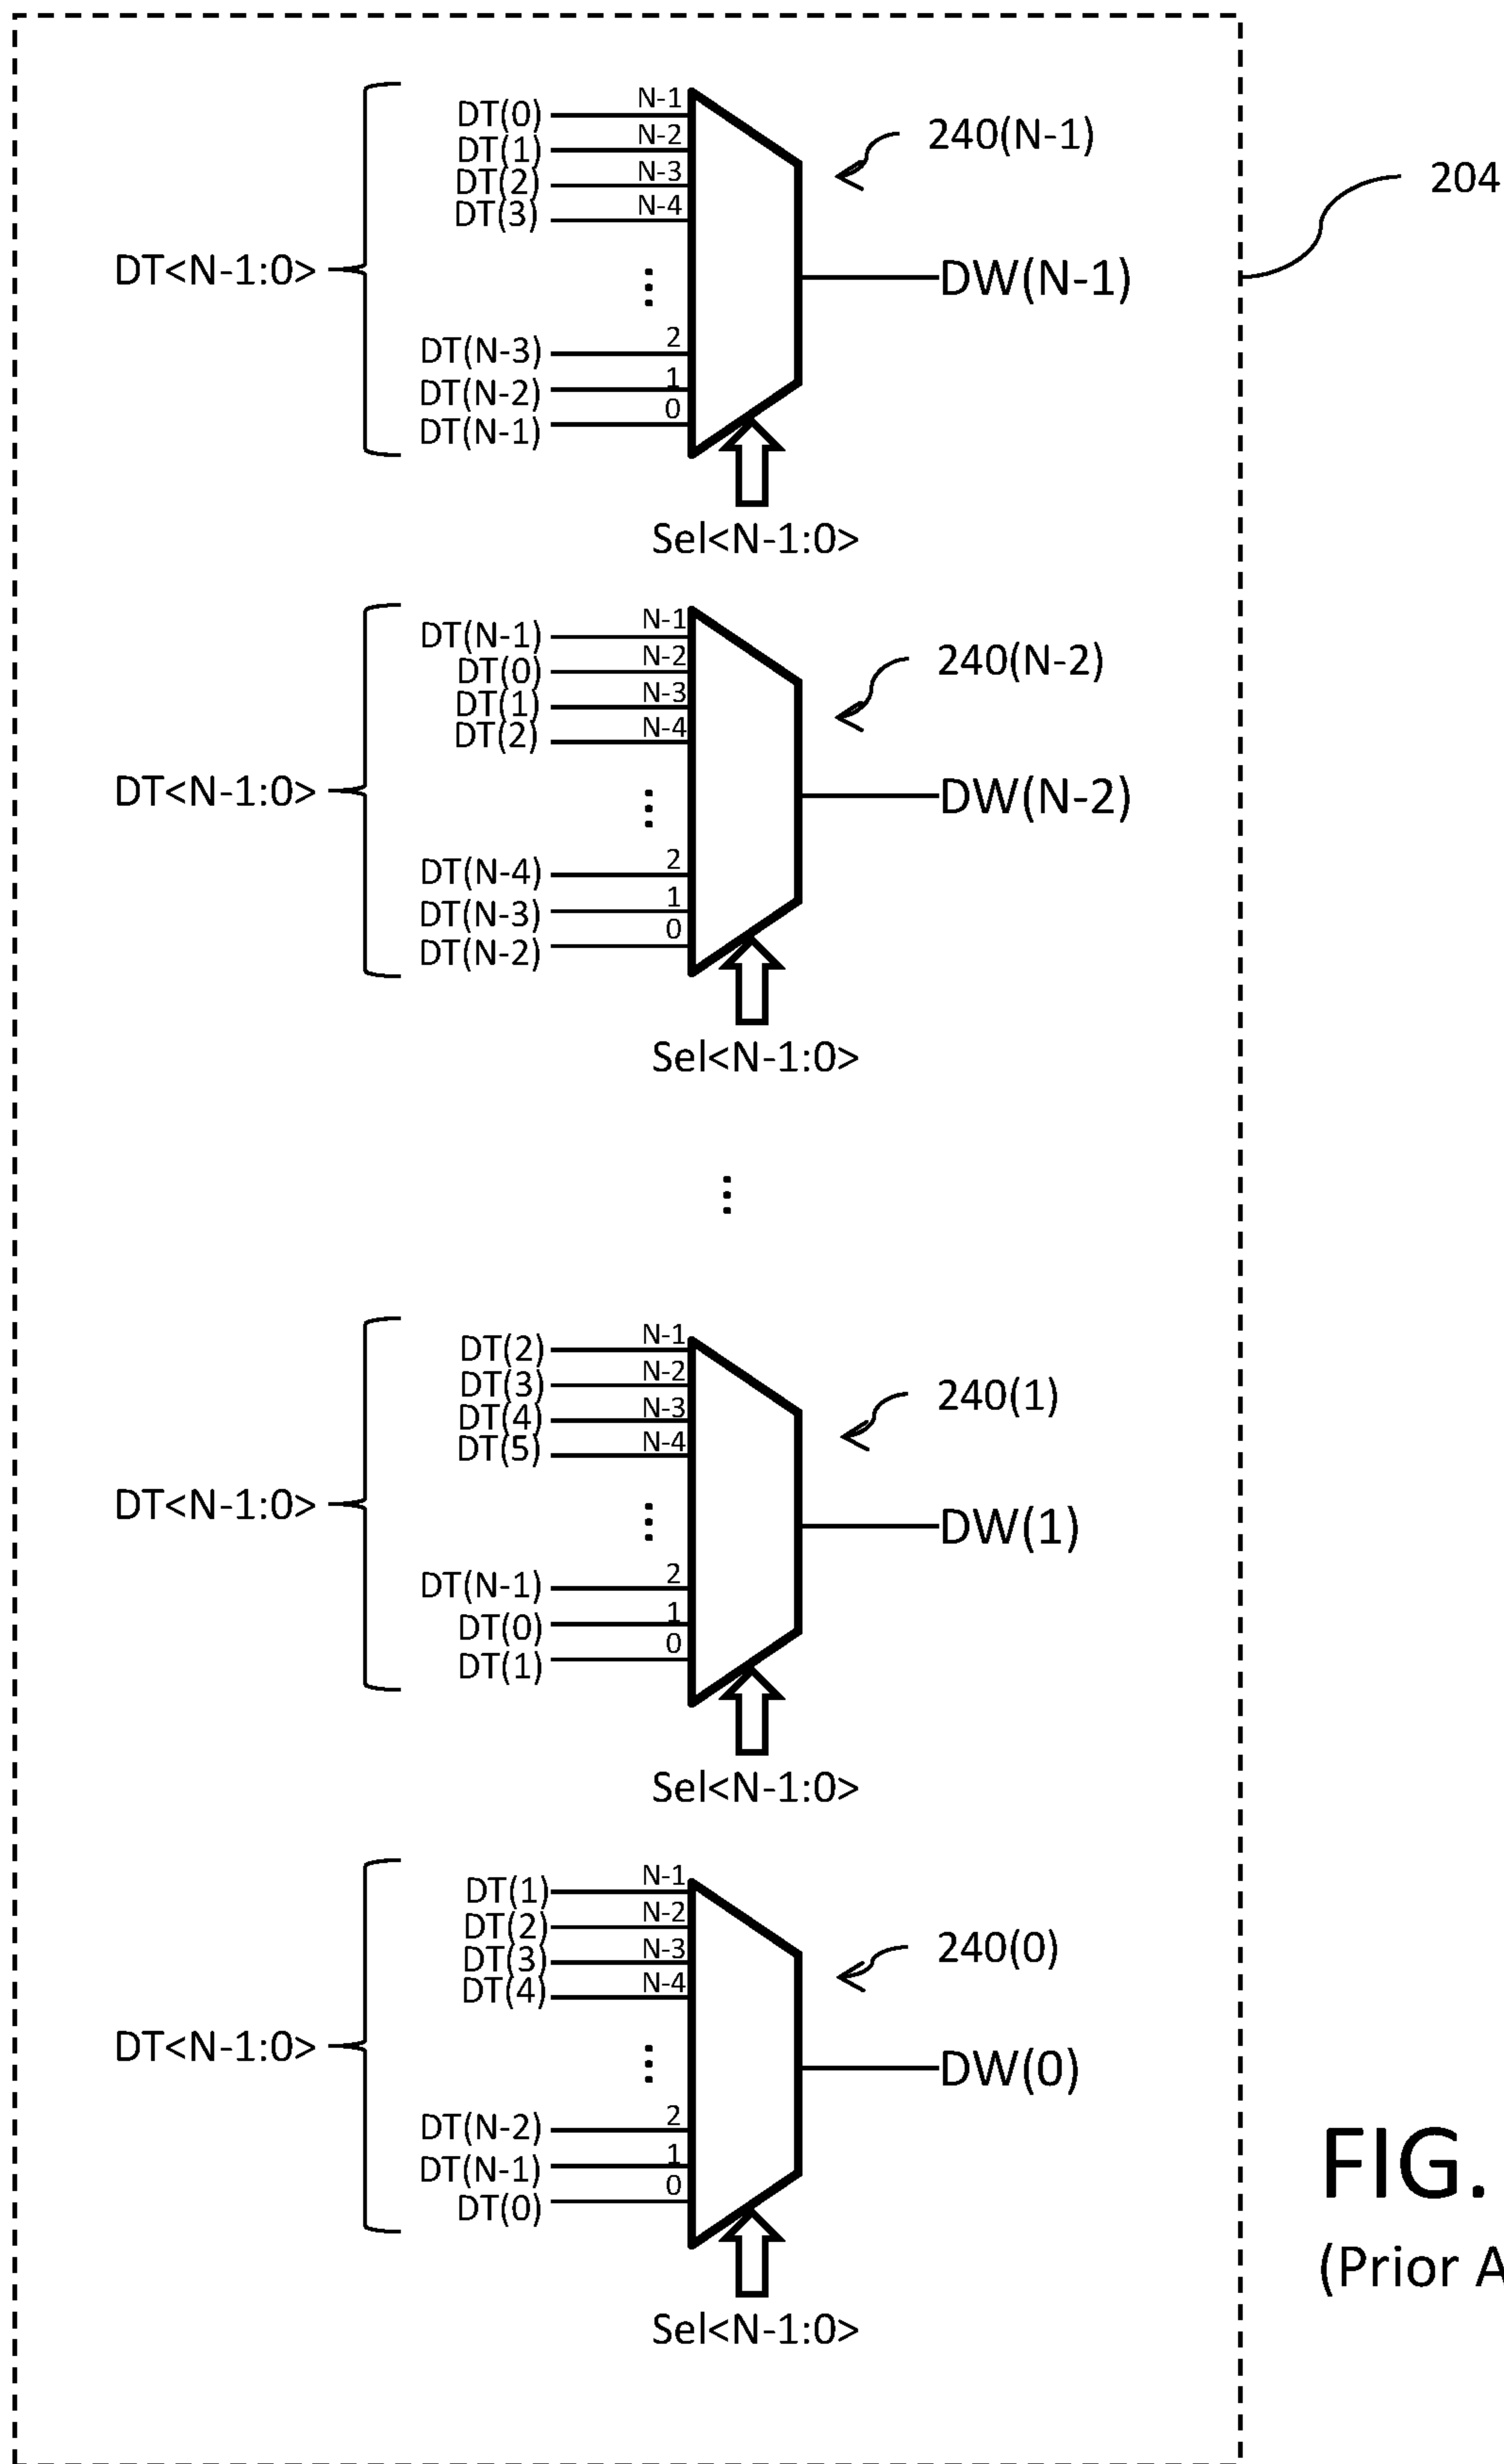 DT(0) N-1
DT(1) N-2
DT(2) N-3
DT(3) N-4
240(N-1)
204
DT<N-1:0>
DW(N-1)
DT(N-3) 2
DT(N-2) 1
DT(N-1) 0
Sel<N-1:0>
DT(N-1) N-1
DT(0) N-2
DT(1) N-3
DT(2) N-4
240(N-2)
DT<N-1:0>
DW(N-2)
DT(N-4) 2
DT(N-3) 1
DT(N-2) 0
Sel<N-1:0>
DT(2) N-1
DT(3) N-2
DT(4) N-3
DT(5) N-4
240(1)
DT<N-1:0>
DW(1)
DT(N-1) 2
DT(0) 1
DT(1) 0
Sel<N-1:0>
DT(1) N-1
DT(2) N-2
DT(3) N-3
DT(4) N-4
240(0)
DT<N-1:0>
DW(0)
DT(N-2) 2
DT(N-1) 1
DT(0) 0
Sel<N-1:0>
FIG.
(Prior A